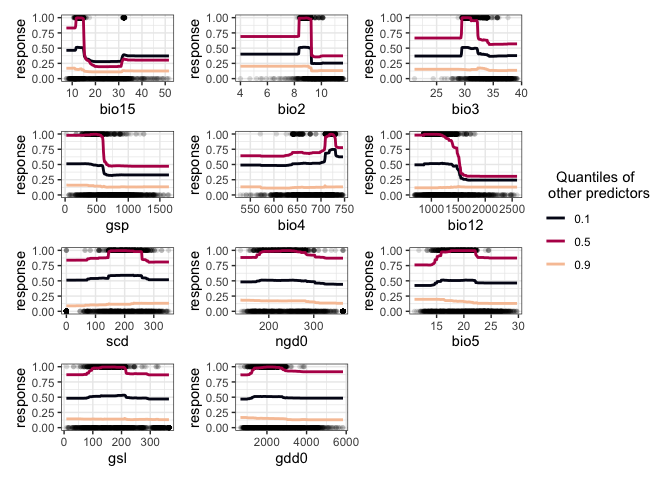 1.00
0.75
0.50
0.25
0.00
response
10 20 30 40 50
bio15
1.00
0.75
0.50
0.25
0.00
response
4 6 8 10
bio2
1.00
0.75
0.50
0.25
0.00
response
25 30 35 40
bio3
1.00
0.75
0.50
0.25
0.00
response
0 500 1000 1500
gsp
1.00
0.75
0.50
0.25
0.00
response
550 600 650 700 750
bio4
1.00
0.75
0.50
0.25
0.00
response
1000 1500 2000 2500
bio12
1.00
0.75
0.50
0.25
0.00
response
0 100 200 300
scd
1.00
0.75
0.50
0.25
0.00
response
200 300
ngd0
1.00
0.75
0.50
0.25
0.00
response
15 20 25 30
bio5
1.00
0.75
0.50
0.25
0.00
response
0 100 200 300
gsl
1.00
0.75
0.50
0.25
0.00
response
2000 4000 6000
gdd0
Quantiles of
other predictors
0.1
0.5
0.9